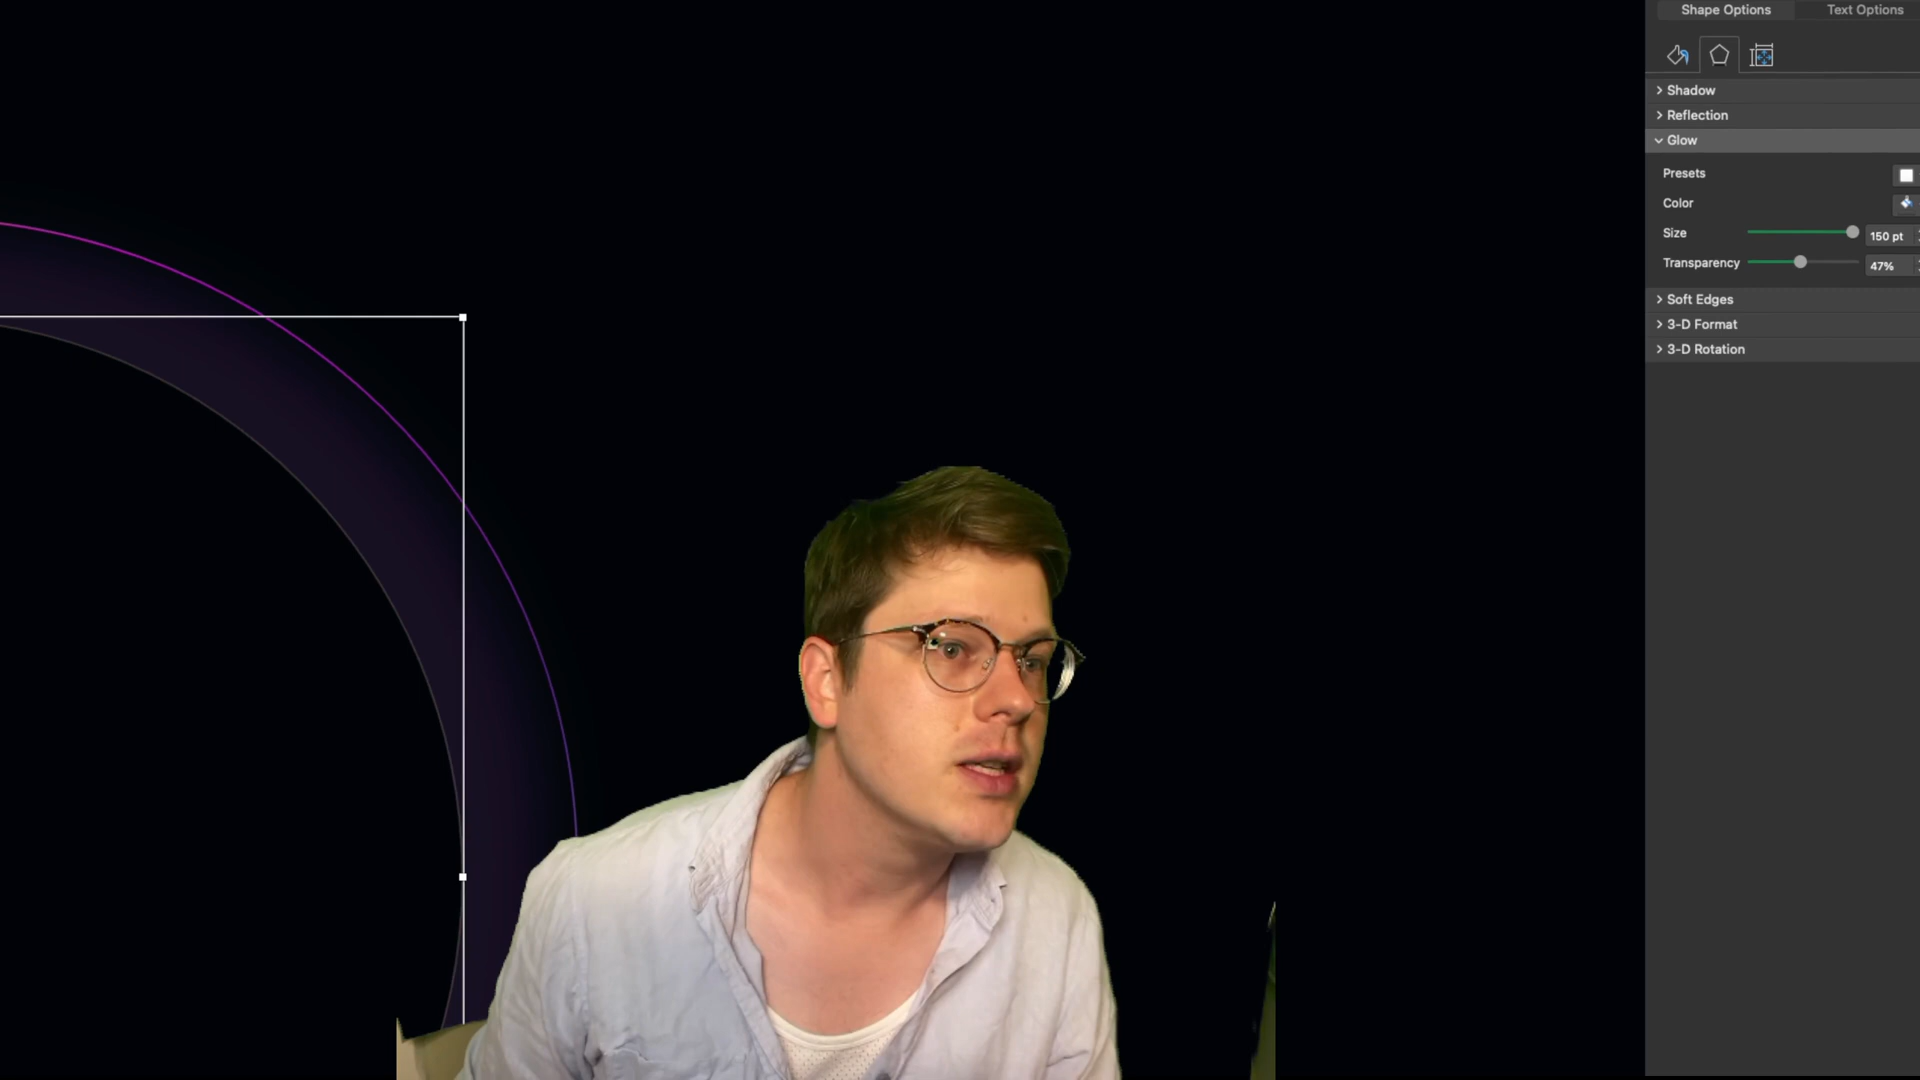 Shape Options Text Options
Shadow
Reflection
Glow
Presets
Color
Size 150 pt
Transparency 47%
Soft Edges
3-D Format
3-D Rotation